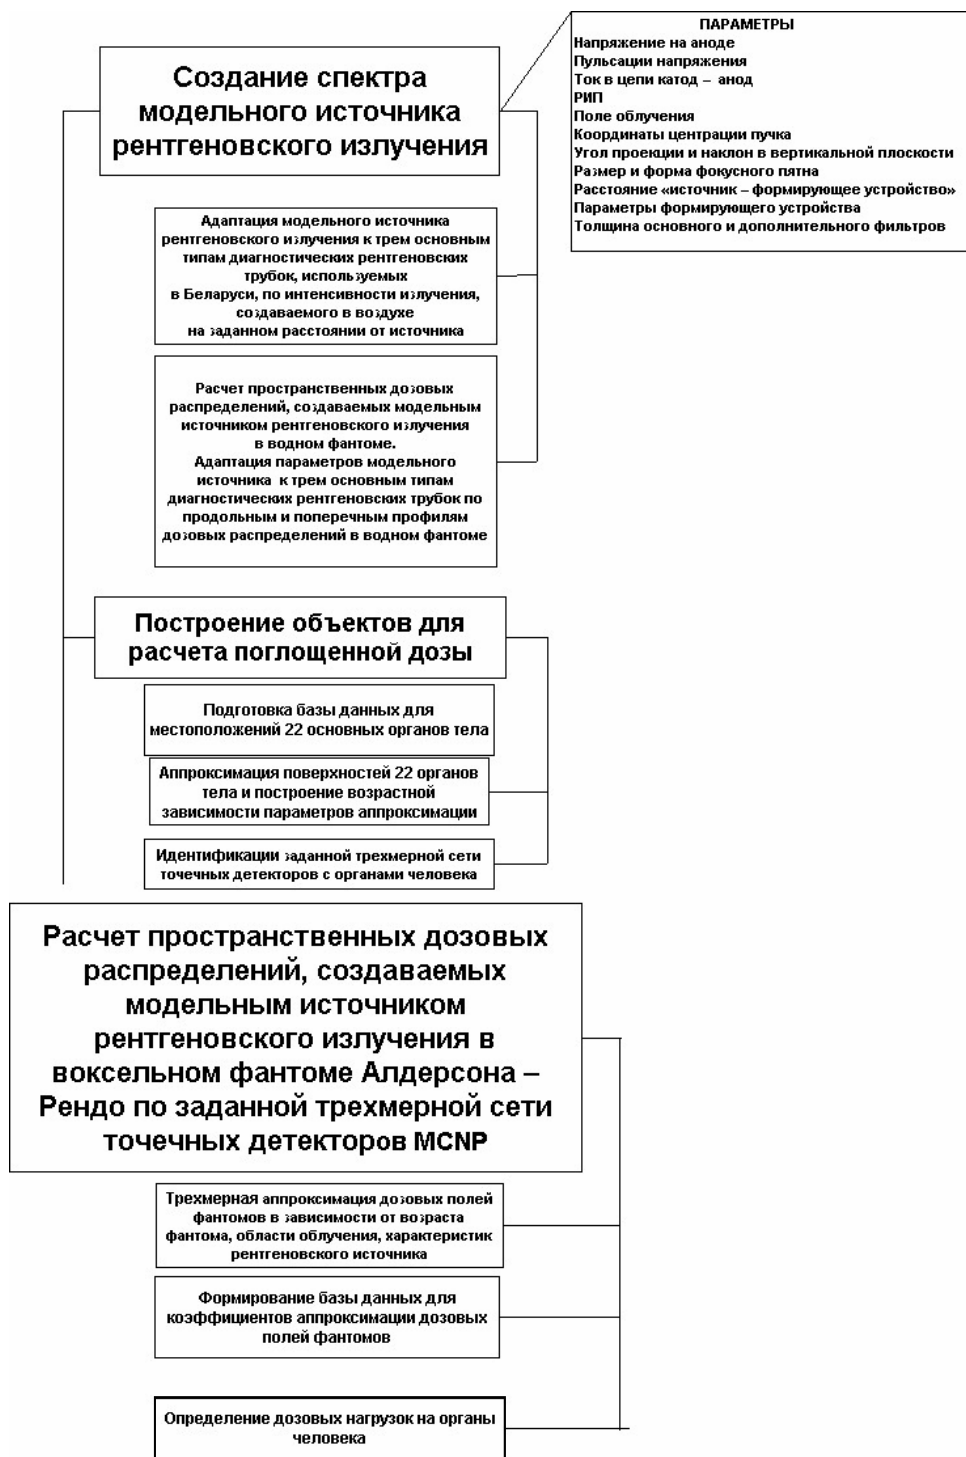 ПАРАМЕТРЫ
Напряжение на аноде
Пульсации напряжения
Ток в цепи катод – анод
РИП
Поле облучения
Координаты центрации пучка
Угол проекции и наклон в вертикальной плоскости
Размер и форма фокусного пятна
Расстояние «источник – формирующее устройство»
Параметры формирующего устройства
Толщина основного и дополнительного фильтров
Создание спектра
модельного источника
рентгеновского излучения
Адаптация модельного источника
рентгеновского излучения к трем основным
типам диагностических рентгеновских
трубок, используемых
в Беларуси, по интенсивности излучения,
создаваемого в воздухе
на заданном расстоянии от источника
Расчет пространственных дозовых
распределений, создаваемых модельным
источником рентгеновского излучения
в водном фантоме.
Адаптация параметров модельного
источника к трем основным типам
диагностических рентгеновских трубок по
продольным и поперечным профилям
дозовых распределений в водном фантоме
Построение объектов для
расчета поглощенной дозы
Подготовка базы данных для
местоположений 22 основных органов тела
Аппроксимация поверхностей 22 органов
тела и построение возрастной
зависимости параметров аппроксимации
Идентификации заданной трехмерной сети
точечных детекторов с органами человека
Расчет пространственных дозовых
распределений, создаваемых
модельным источником
рентгеновского излучения в
воксельном фантоме Алдерсона –
Рендо по заданной трехмерной сети
точечных детекторов MCNP
Трехмерная аппроксимация дозовых полей
фантомов в зависимости от возраста
фантома, области облучения, характеристик
рентгеновского источника
Формирование базы данных для
коэффициентов аппроксимации дозовых
полей фантомов
Определение дозовых нагрузок на органы
человека